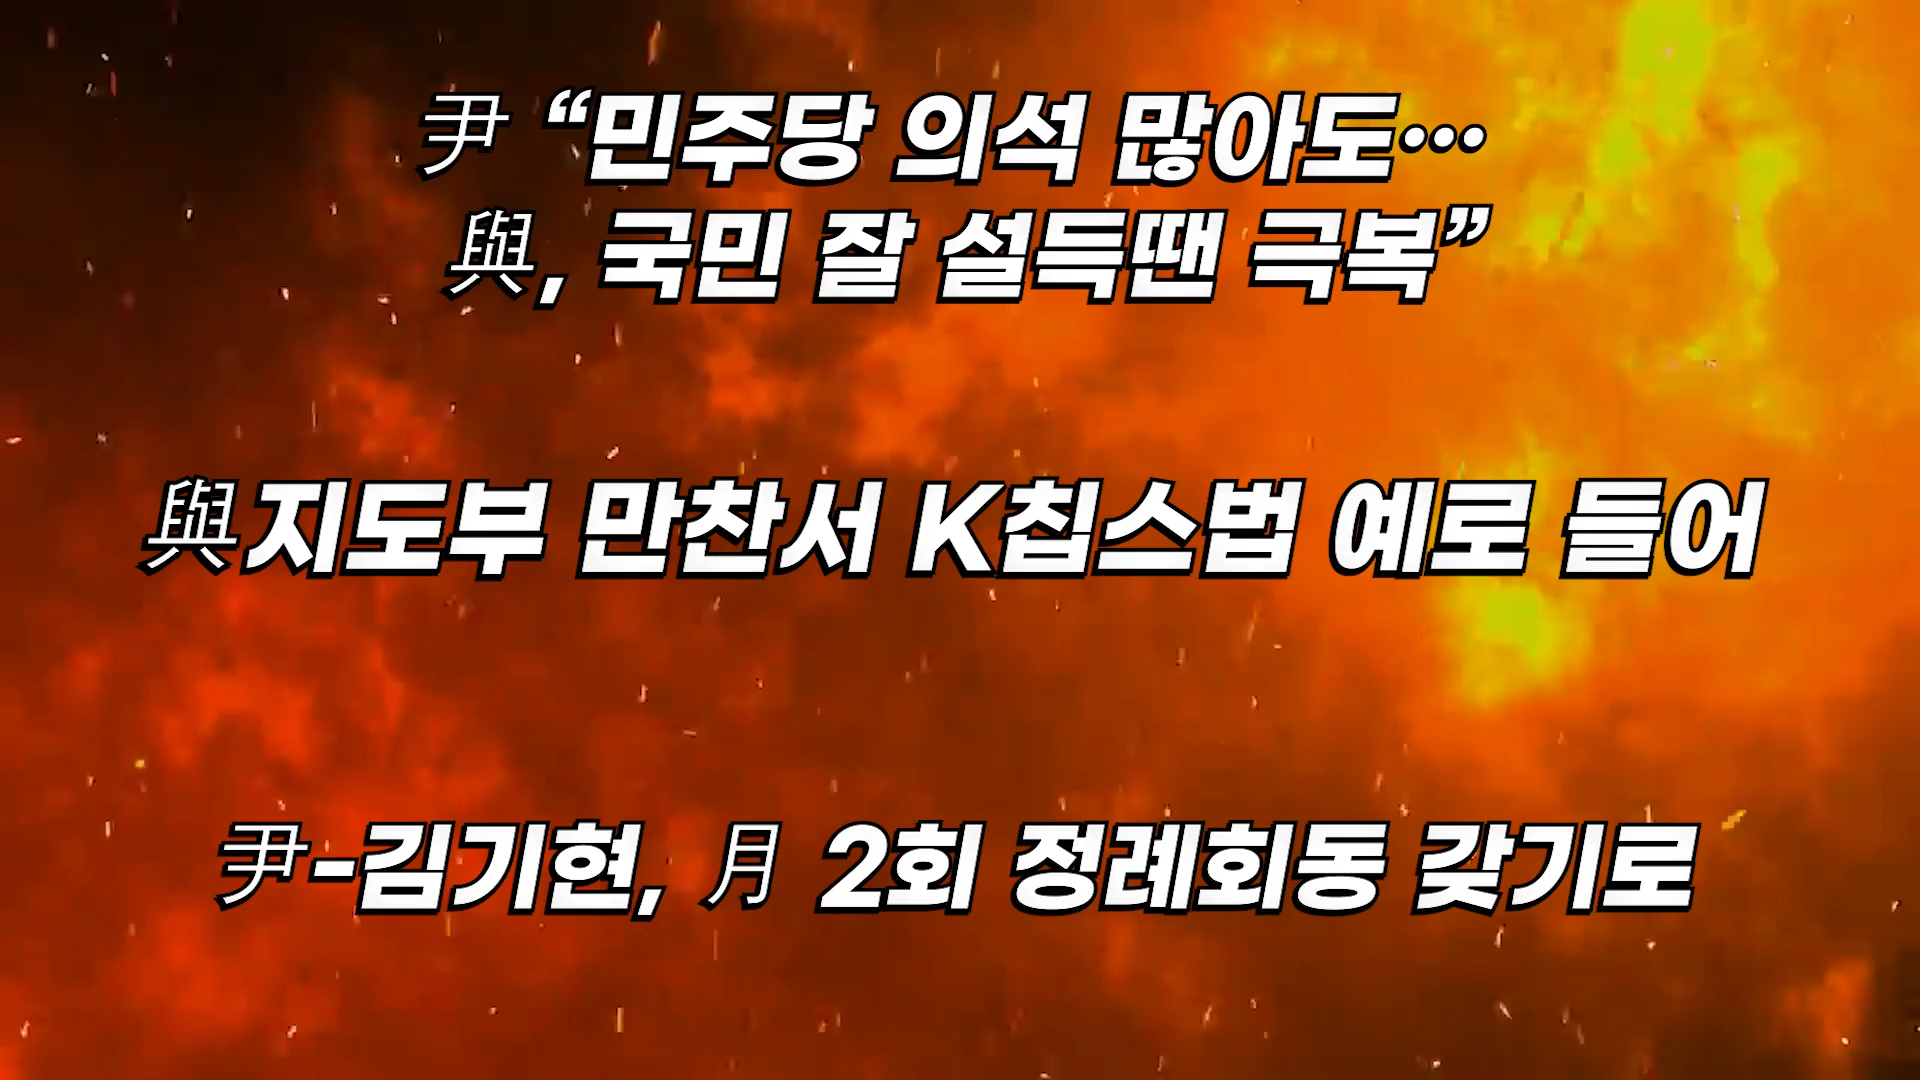 尹 “민주당 의석 많아도…
與, 국민 잘 설득땐 극복”
與지도부 만찬서 K칩스법 예로 들어
尹-김기현, 月 2회 정례회동 갖기로